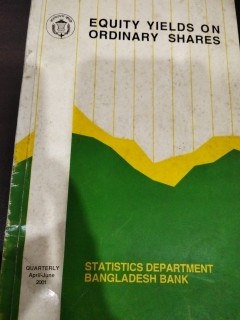 EQUITY YIELDS ON
ORDINARY SHARES
QUARTERLY
April-June
2001
STATISTICS DEPARTMENT
BANGLADESH BANK